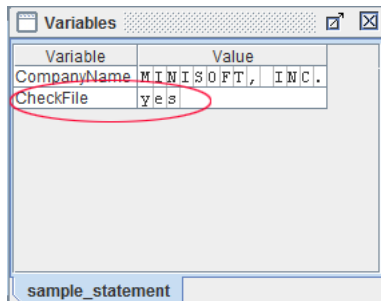 Variables
Variable Value
CompanyName MINISOFT, INC.
CheckFile yes
sample_statement